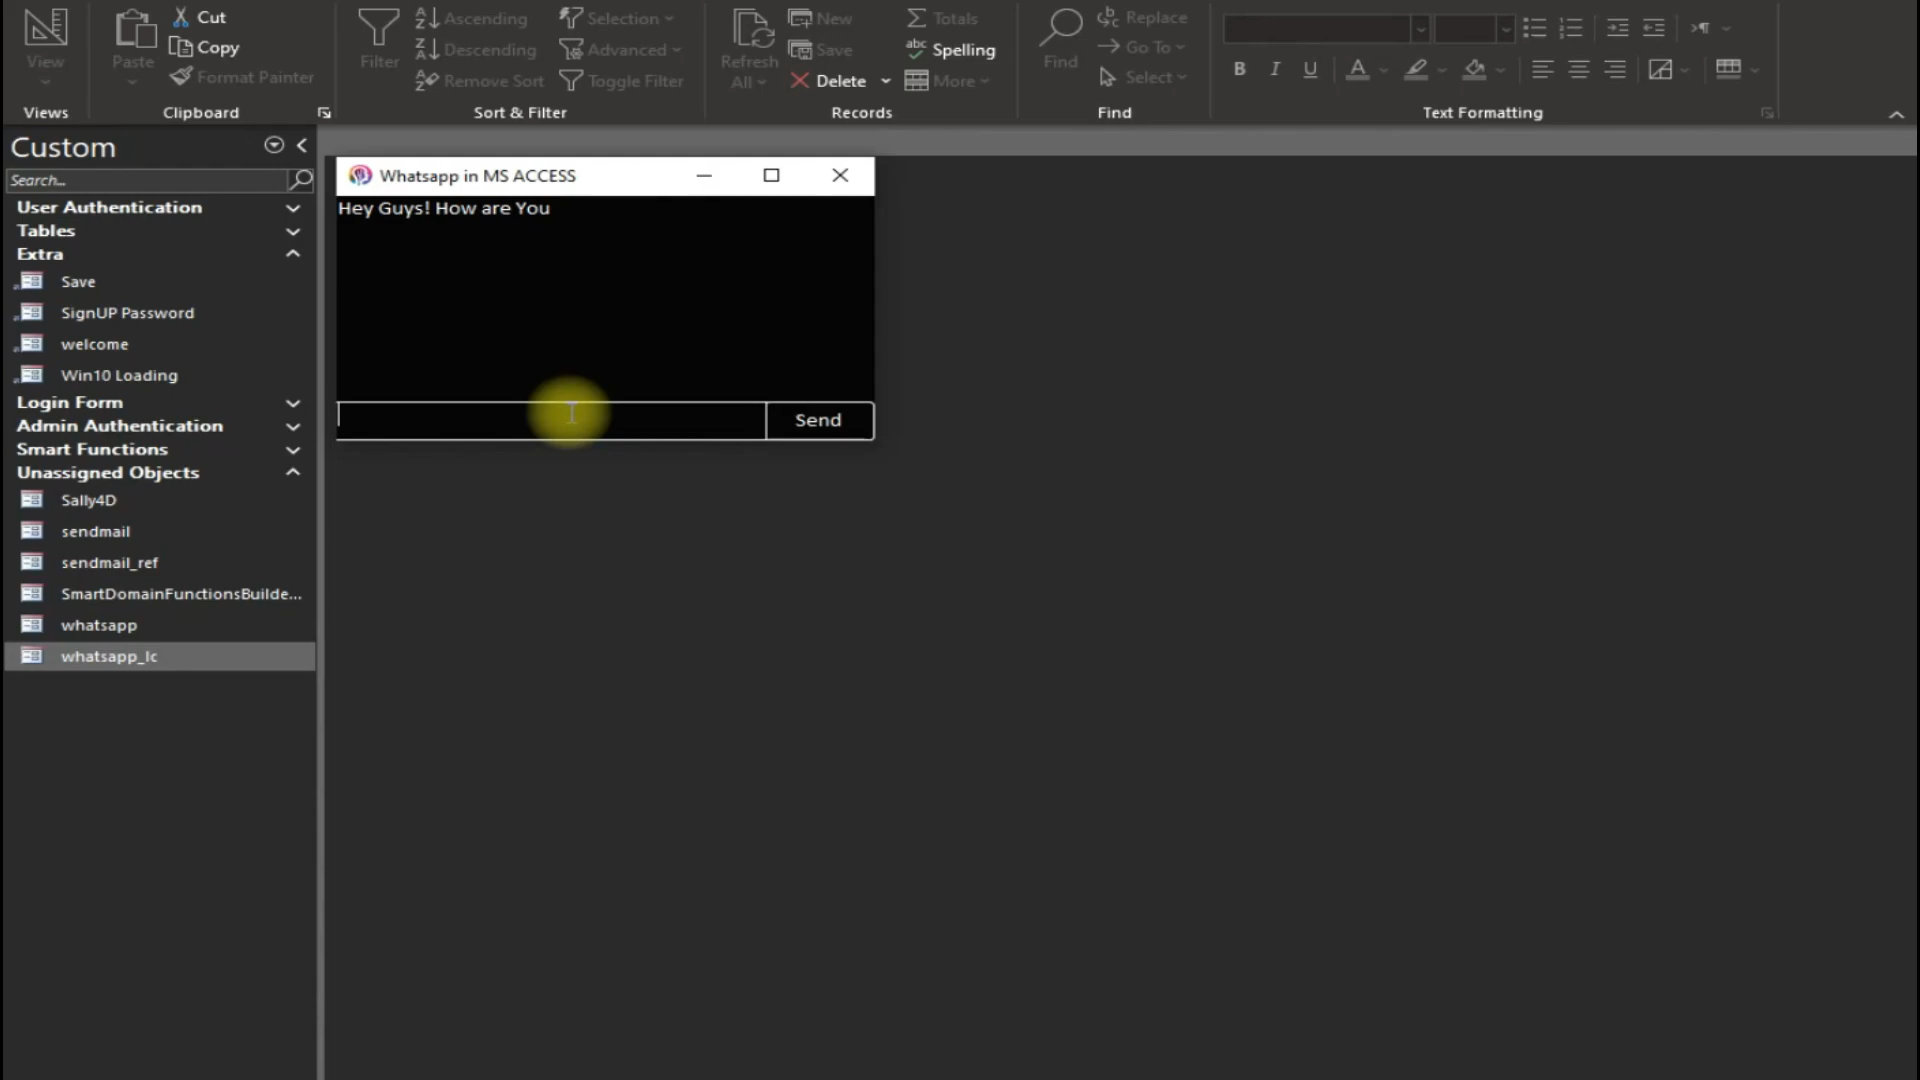 View
Views
Paste
Cut
Copy
Format Painter
Clipboard
Filter
Ascending
Descending
Remove Sort
Selection
Advanced
Toggle Filter
Sort & Filter
Refresh
All
New
Save
Delete
Totals
Spelling
More
Records
Find
Replace
Go To
Select
Find
B I U A
Text Formatting
Custom
Search...
User Authentication
Tables
Extra
Save
SignUP Password
welcome
Win10 Loading
Login Form
Admin Authentication
Smart Functions
Unassigned Objects
Sally4D
sendmail
sendmail_ref
SmartDomainFunctionsBuilde...
whatsapp
whatsapp_lc
Whatsapp in MS ACCESS
Hey Guys! How are You
Send